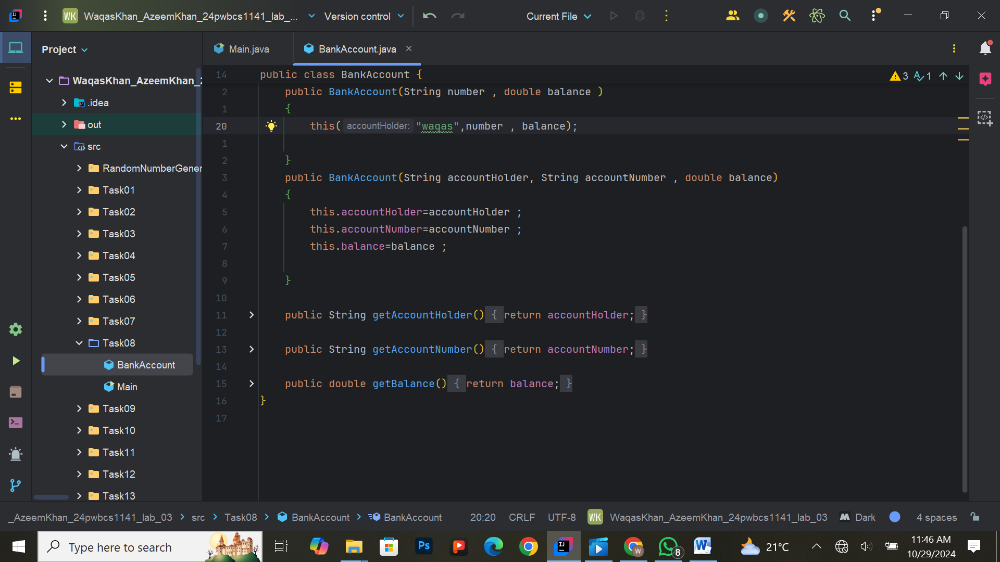 WK WaqasKhan_AzeemKhan_24pwbcs1141_lab_... Version control Current File
Project
Main.java BankAccount.java
WaqasKhan_AzeemKhan_2
.idea
out
src
RandomNumberGener
Task01
Task02
Task03
Task04
Task05
Task06
Task07
Task08
BankAccount
Main
Task09
Task10
Task11
Task12
Task13
14 public class BankAccount {
3 1
2 public BankAccount(String number , double balance )
1 {
20 this( accountHolder: "waqas",number , balance);
1
2 }
3 public BankAccount(String accountHolder, String accountNumber , double balance)
4 {
5 this.accountHolder=accountHolder ;
6 this.accountNumber=accountNumber ;
7 this.balance=balance ;
8
9 }
10
11 public String getAccountHolder() { return accountHolder; }
12
13 public String getAccountNumber() { return accountNumber; }
14
15 public double getBalance() { return balance; }
16 }
17
_AzeemKhan_24pwbcs1141_lab_03 src Task08 BankAccount BankAccount 20:20 CRLF UTF-8 WK WaqasKhan_AzeemKhan_24pwbcs1141_lab_03 Dark 4 spaces
Type here to search Ps 8 21°C 11:46 AM
10/29/2024